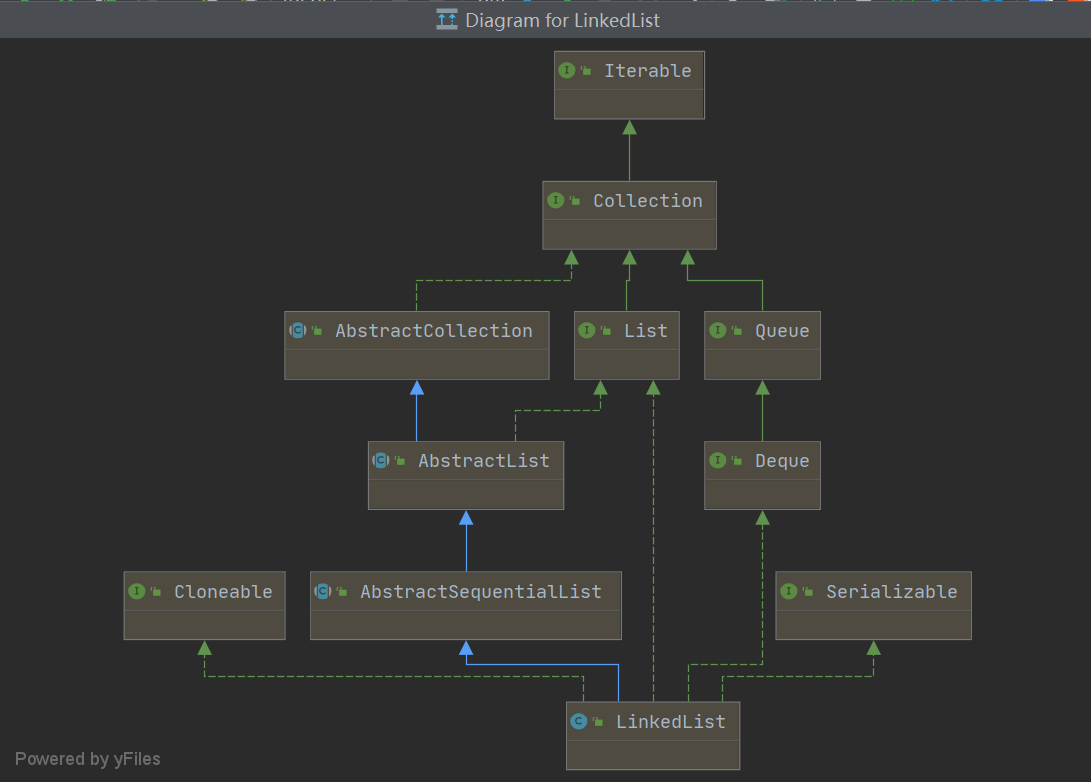 Diagram for LinkedList
I Iterable
I Collection
C AbstractCollection
I List
I Queue
C AbstractList
I Deque
I Cloneable
C AbstractSequentialList
I Serializable
C LinkedList
Powered by yFiles